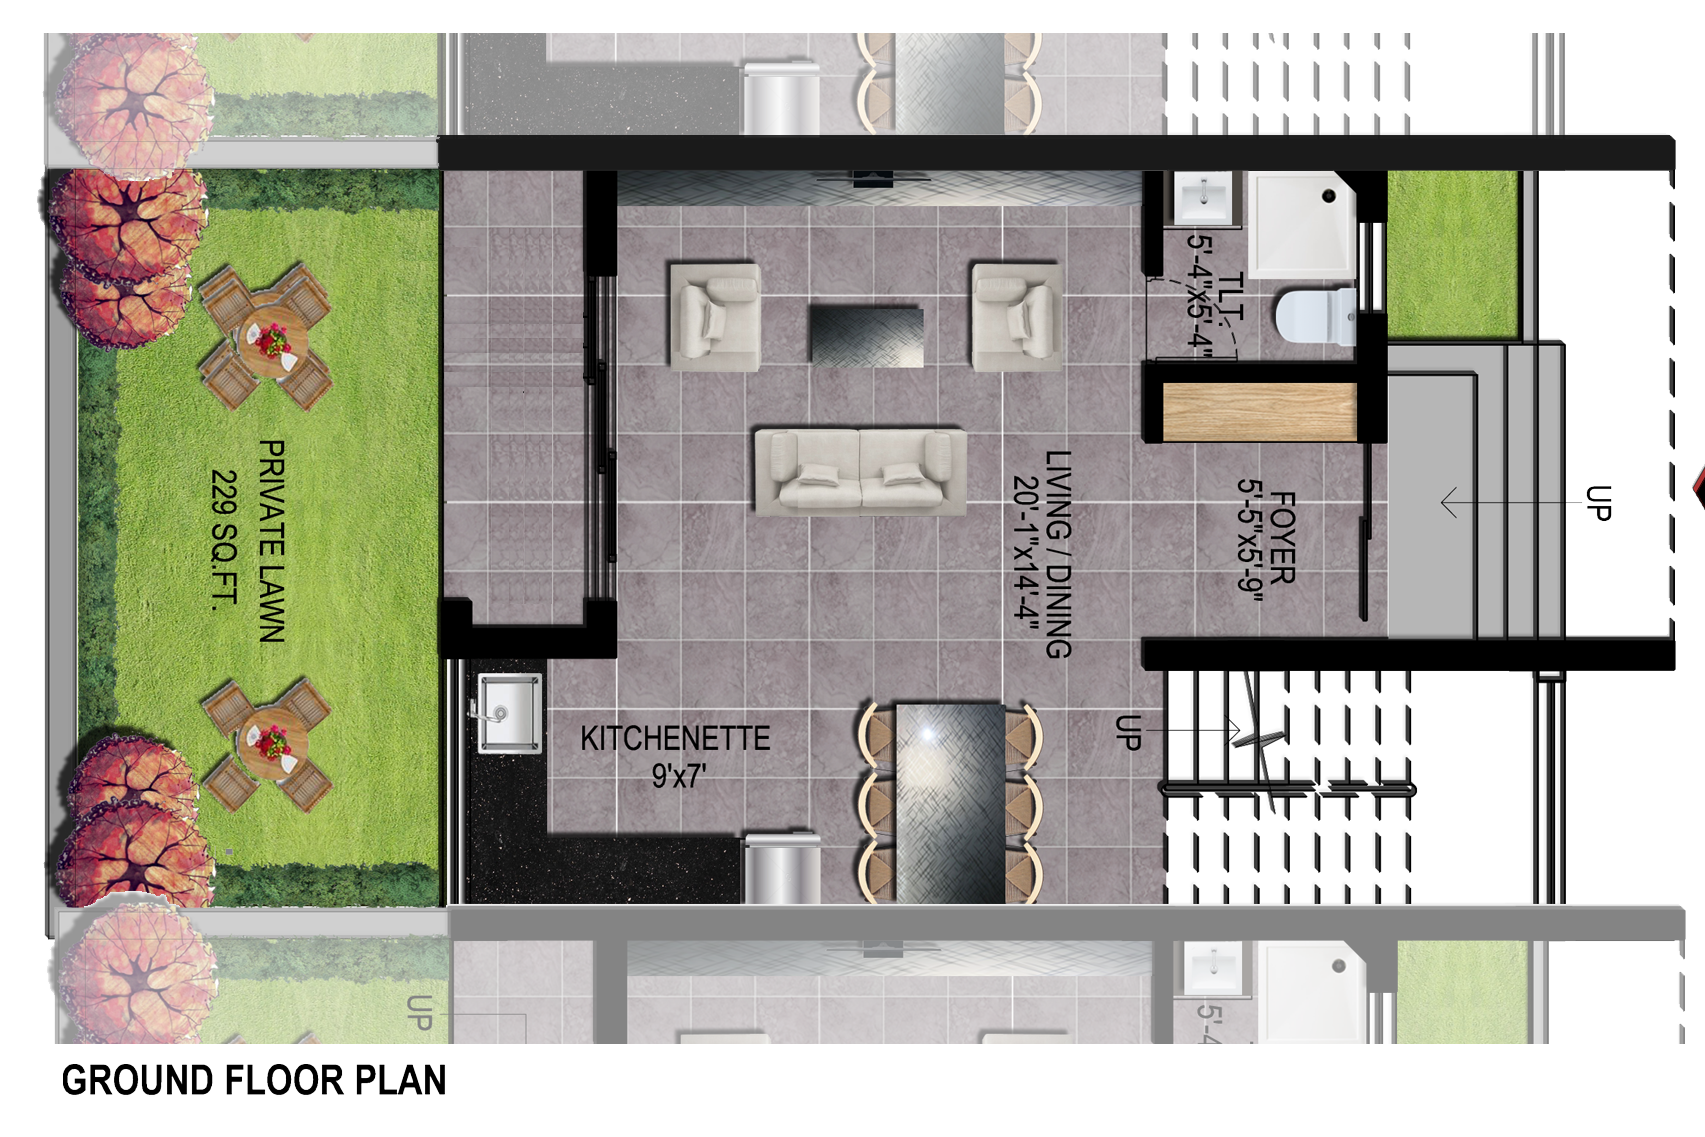 PRIVATE LAWN
229 SQ.FT.
LIVING / DINING
20'-1"x14'-4"
TLT.
5'-4"x5'-4"
FOYER
5'-5"x5'-9"
UP
UP
KITCHENETTE
9'x7'
UP
5'-4
GROUND FLOOR PLAN